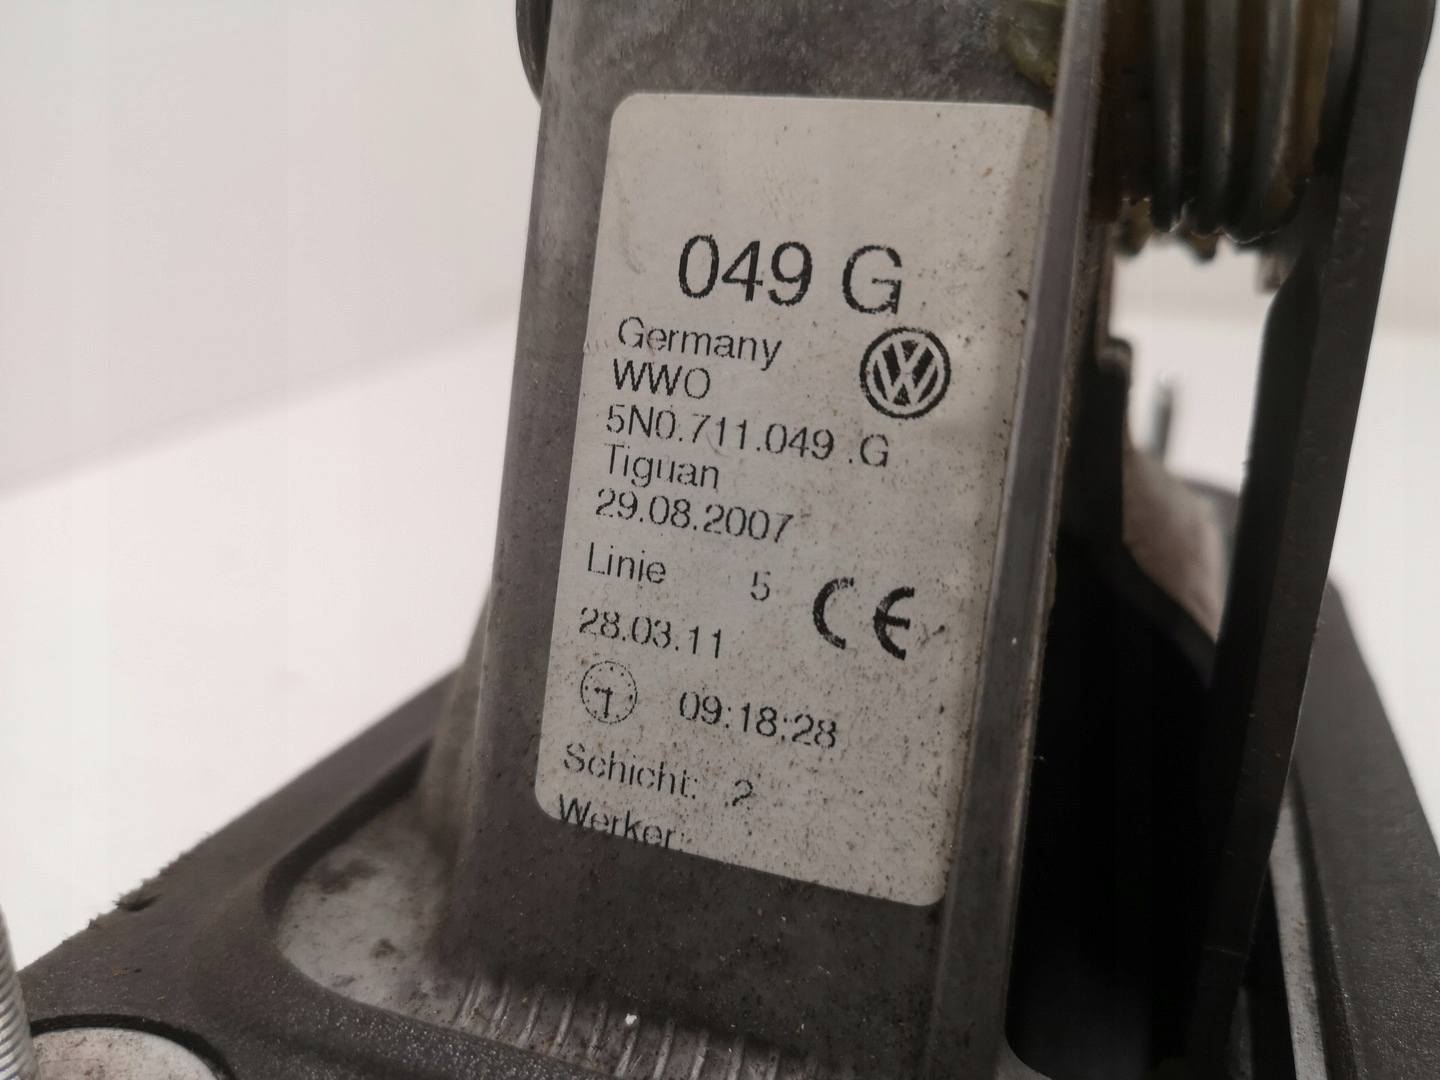 049 G
Germany
WWO
5N0.711.049 .G
Tiguan
29.08.2007
Linie 5
CE
28.03.11
09:18:28
Schicht: 2
Werker: